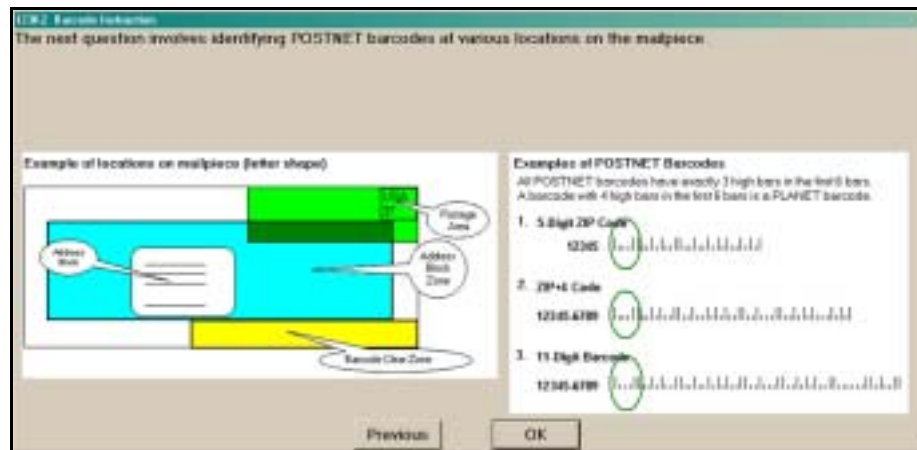 Barcode Instruction
The next question involves identifying POSTNET barcodes at various locations on the mailpiece
Example of locations on mailpiece (letter shape)
Postage
Area
Address
Block
Address
Block
Zone
Barcode Clear Zone
Examples of POSTNET Barcodes
All POSTNET barcodes have exactly 3 high bars in the first 6 bars.
A barcode with 4 high bars in the first 6 bars is a PLANET barcode.
1. 5-Digit ZIP Code
12345
2. ZIP+4 Code
12345-6789
3. 11-Digit Barcode
12345-6789
Previous
OK